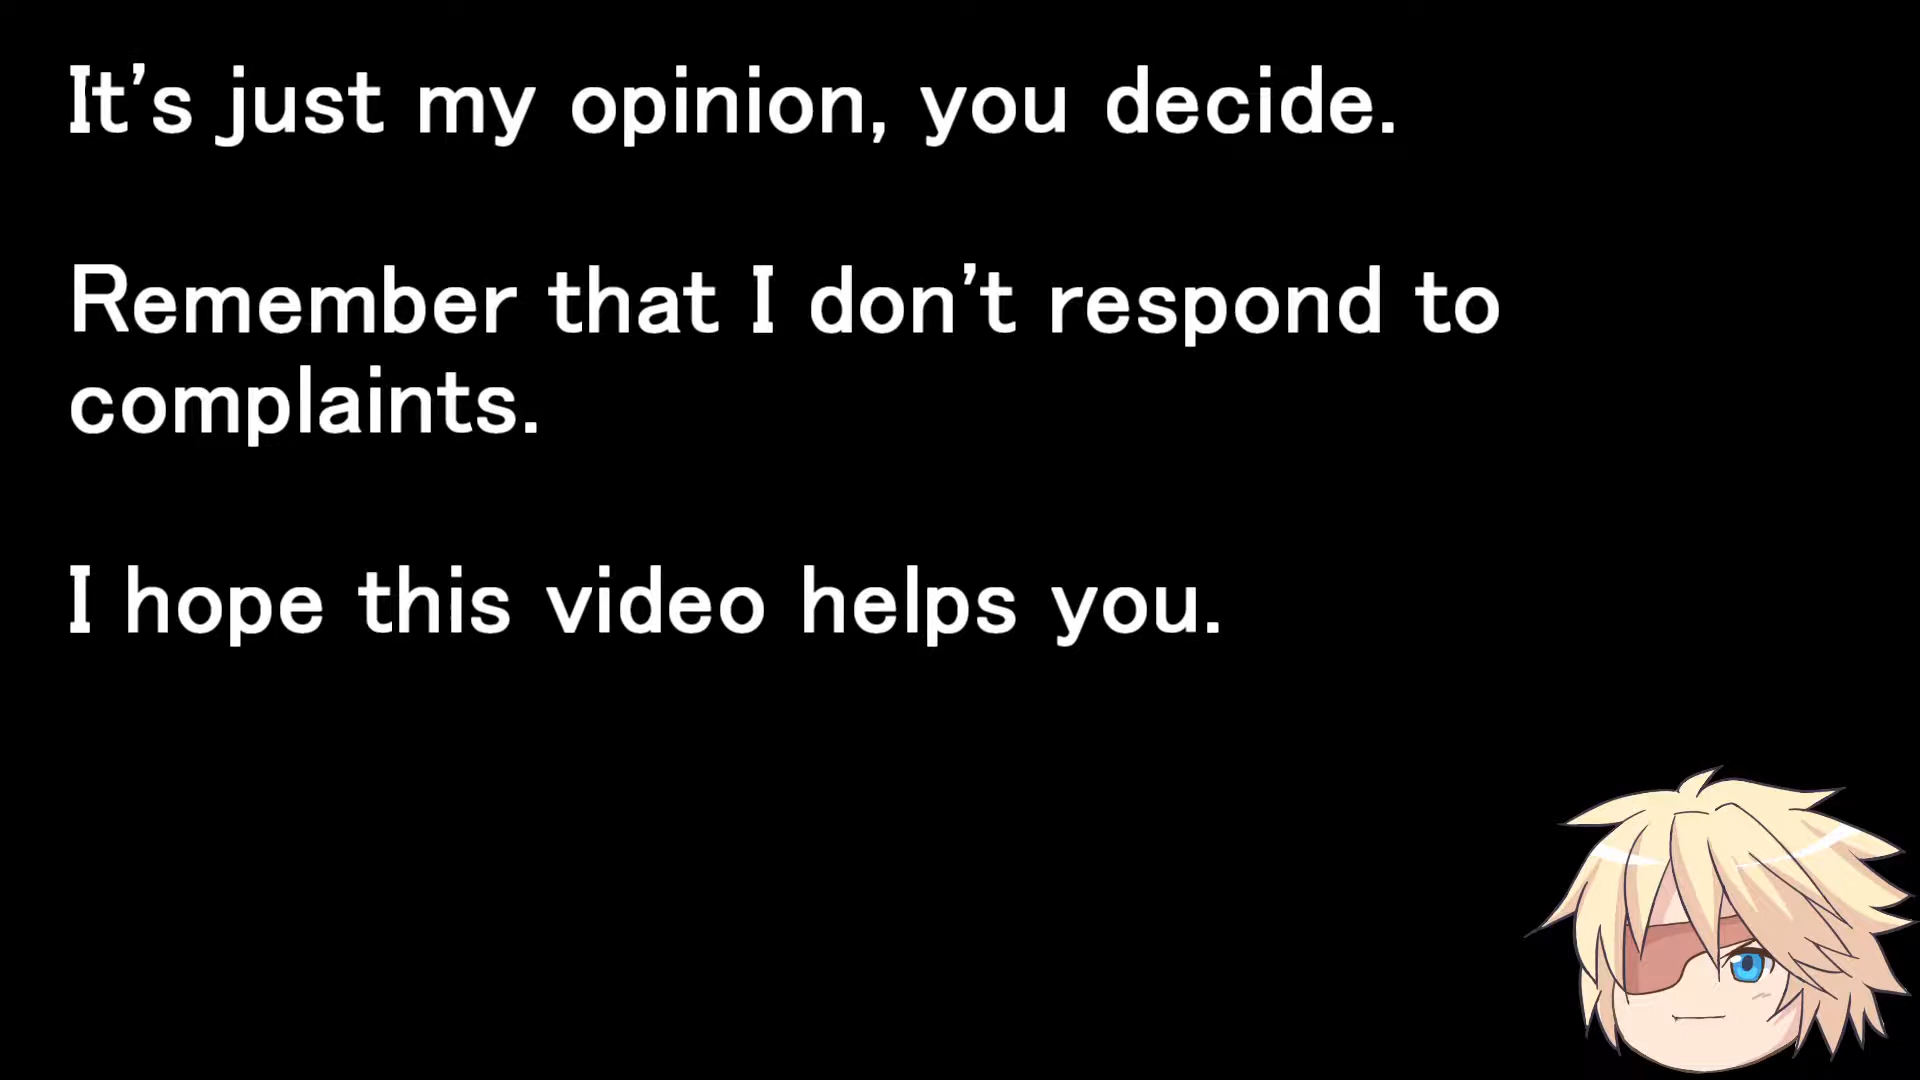 It's just my opinion, you decide.
Remember that I don't respond to
complaints.
I hope this video helps you.